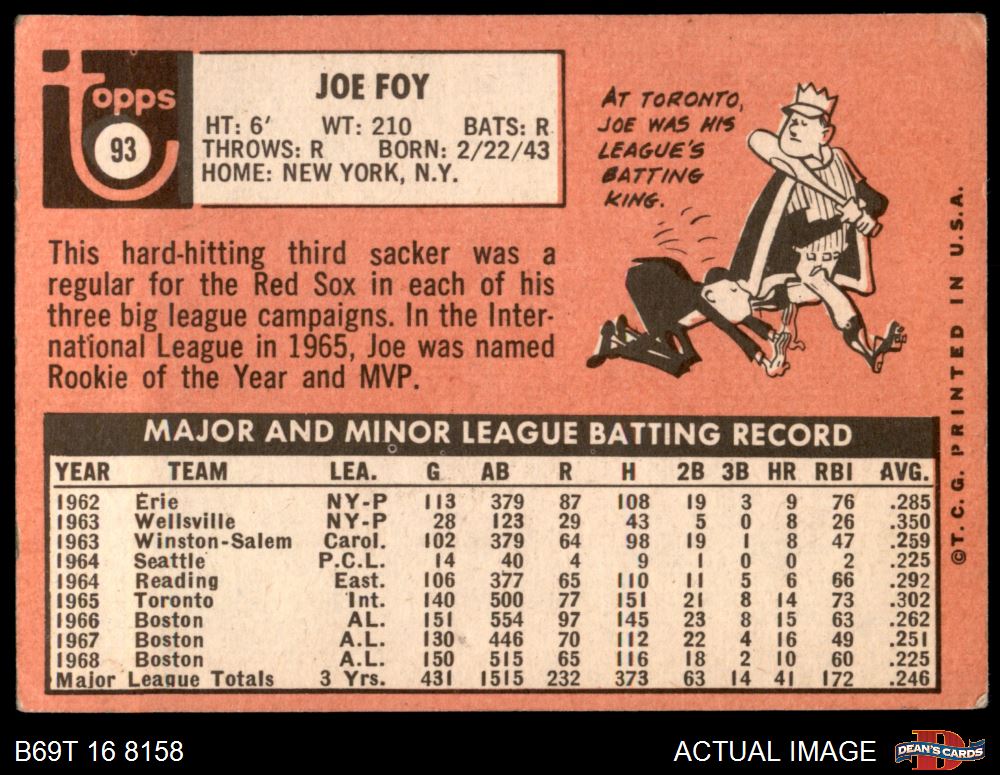 topps
93
JOE FOY
HT: 6' WT: 210 BATS: R
THROWS: R BORN: 2/22/43
HOME: NEW YORK, N.Y.
AT TORONTO,
JOE WAS HIS
LEAGUE'S
BATTING
KING.
This hard-hitting third sacker was a
regular for the Red Sox in each of his
three big league campaigns. In the Inter-
national League in 1965, Joe was named
Rookie of the Year and MVP.
MAJOR AND MINOR LEAGUE BATTING RECORD
YEAR TEAM LEA. G AB R H 2B 3B HR RBI AVG.
1962 Erie NY-P 113 379 87 108 19 3 9 76 .285
1963 Wellsville NY-P 28 123 29 43 5 0 8 26 .350
1963 Winston-Salem Carol. 102 379 64 98 19 1 8 47 .259
1964 Seattle P.C.L. 14 40 4 9 1 0 0 2 .225
1964 Reading East. 106 377 65 110 11 5 6 66 .292
1965 Toronto Int. 140 500 77 151 21 8 14 73 .302
1966 Boston AL. 151 554 97 145 23 8 15 63 .262
1967 Boston A.L. 130 446 70 112 22 4 16 49 .251
1968 Boston A.L. 150 515 65 116 18 2 10 60 .225
Major League Totals 3 Yrs. 431 1515 232 373 63 14 41 172 .246
©T. C. G. PRINTED IN U.S.A.
B69T 16 8158
ACTUAL IMAGE
D
DEAN'S CARDS